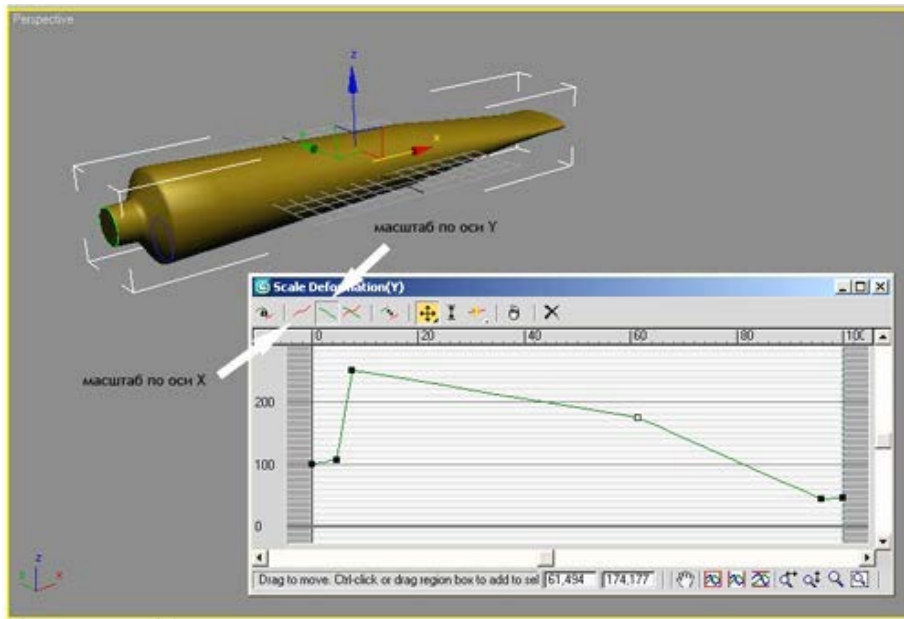 Perspective
z
x
масштаб по оси Y
Scale Deformation(Y)
0 20 40 60 80 100
масштаб по оси X
200
100
0
z
x
Drag to move. Ctrl-click or drag region box to add to sel 61,494 174,177